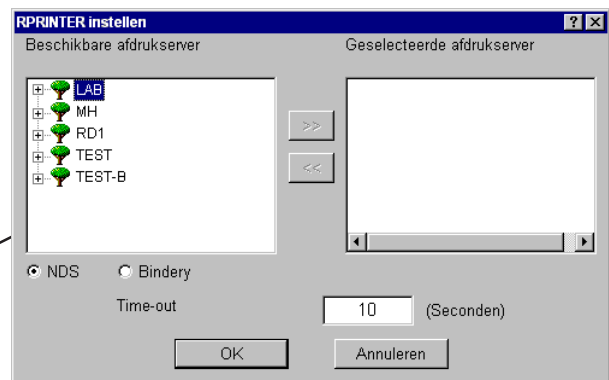 RPRINTER instellen
Beschikbare afdrukserver
Geselecteerde afdrukserver
LAB
MH
RD1
TEST
TEST-B
>>
<<
NDS
Bindery
Time-out
10
(Seconden)
OK
Annuleren